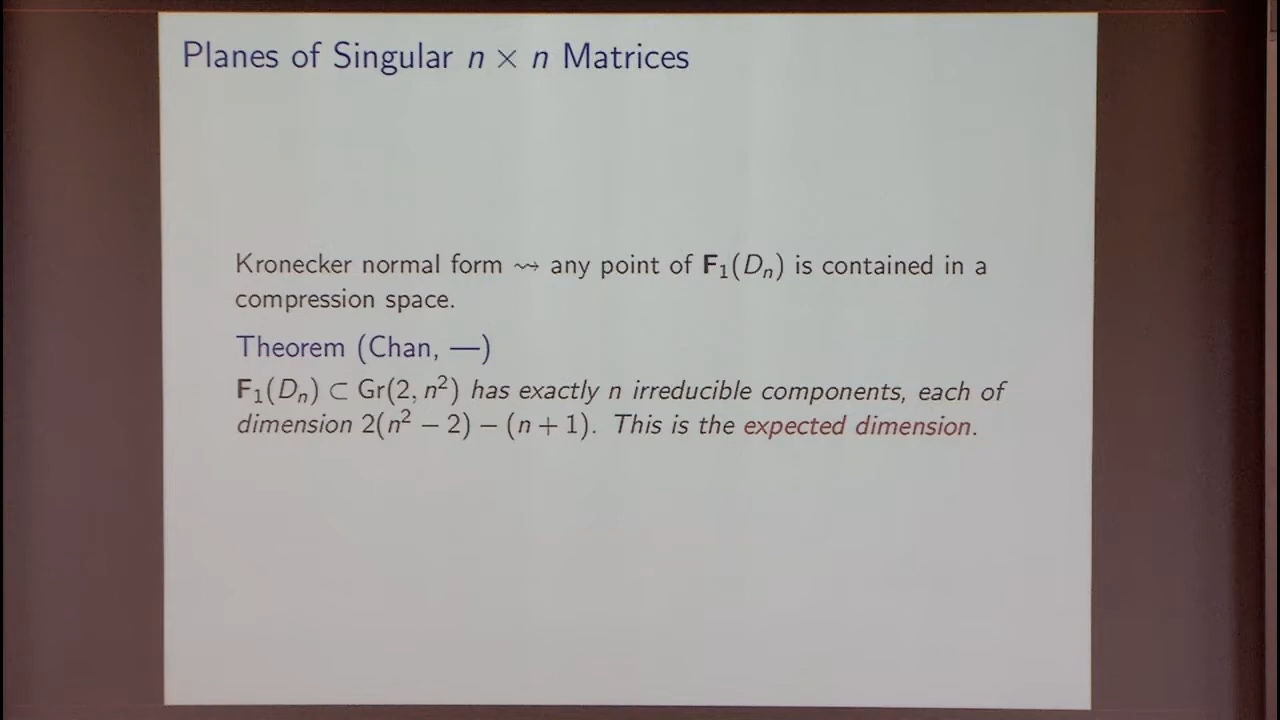 Planes of Singular n × n Matrices
Kronecker normal form ⇝ any point of F₁(Dₙ) is contained in a
compression space.
Theorem (Chan, —)
F₁(Dₙ) ⊂ Gr(2, n²) has exactly n irreducible components, each of
dimension 2(n² − 2) − (n + 1). This is the expected dimension.